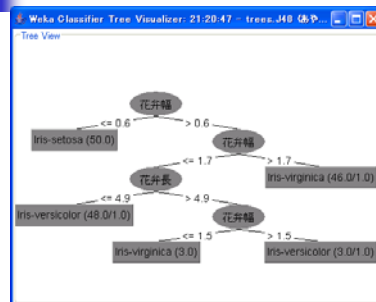 Weka Classifier Tree Visualizer: 21:20:47 - trees.J48 (あや...
Tree View
花弁幅
<= 0.6
> 0.6
Iris-setosa (50.0)
花弁幅
<= 1.7
> 1.7
花弁長
Iris-virginica (46.0/1.0)
<= 4.9
> 4.9
Iris-versicolor (48.0/1.0)
花弁幅
<= 1.5
> 1.5
Iris-virginica (3.0)
Iris-versicolor (3.0/1.0)